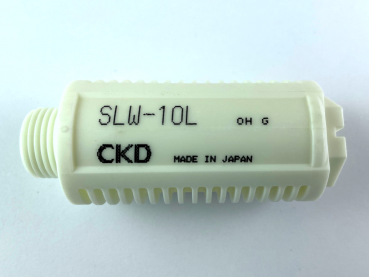 SLW-10L OH G
CKD MADE IN JAPAN